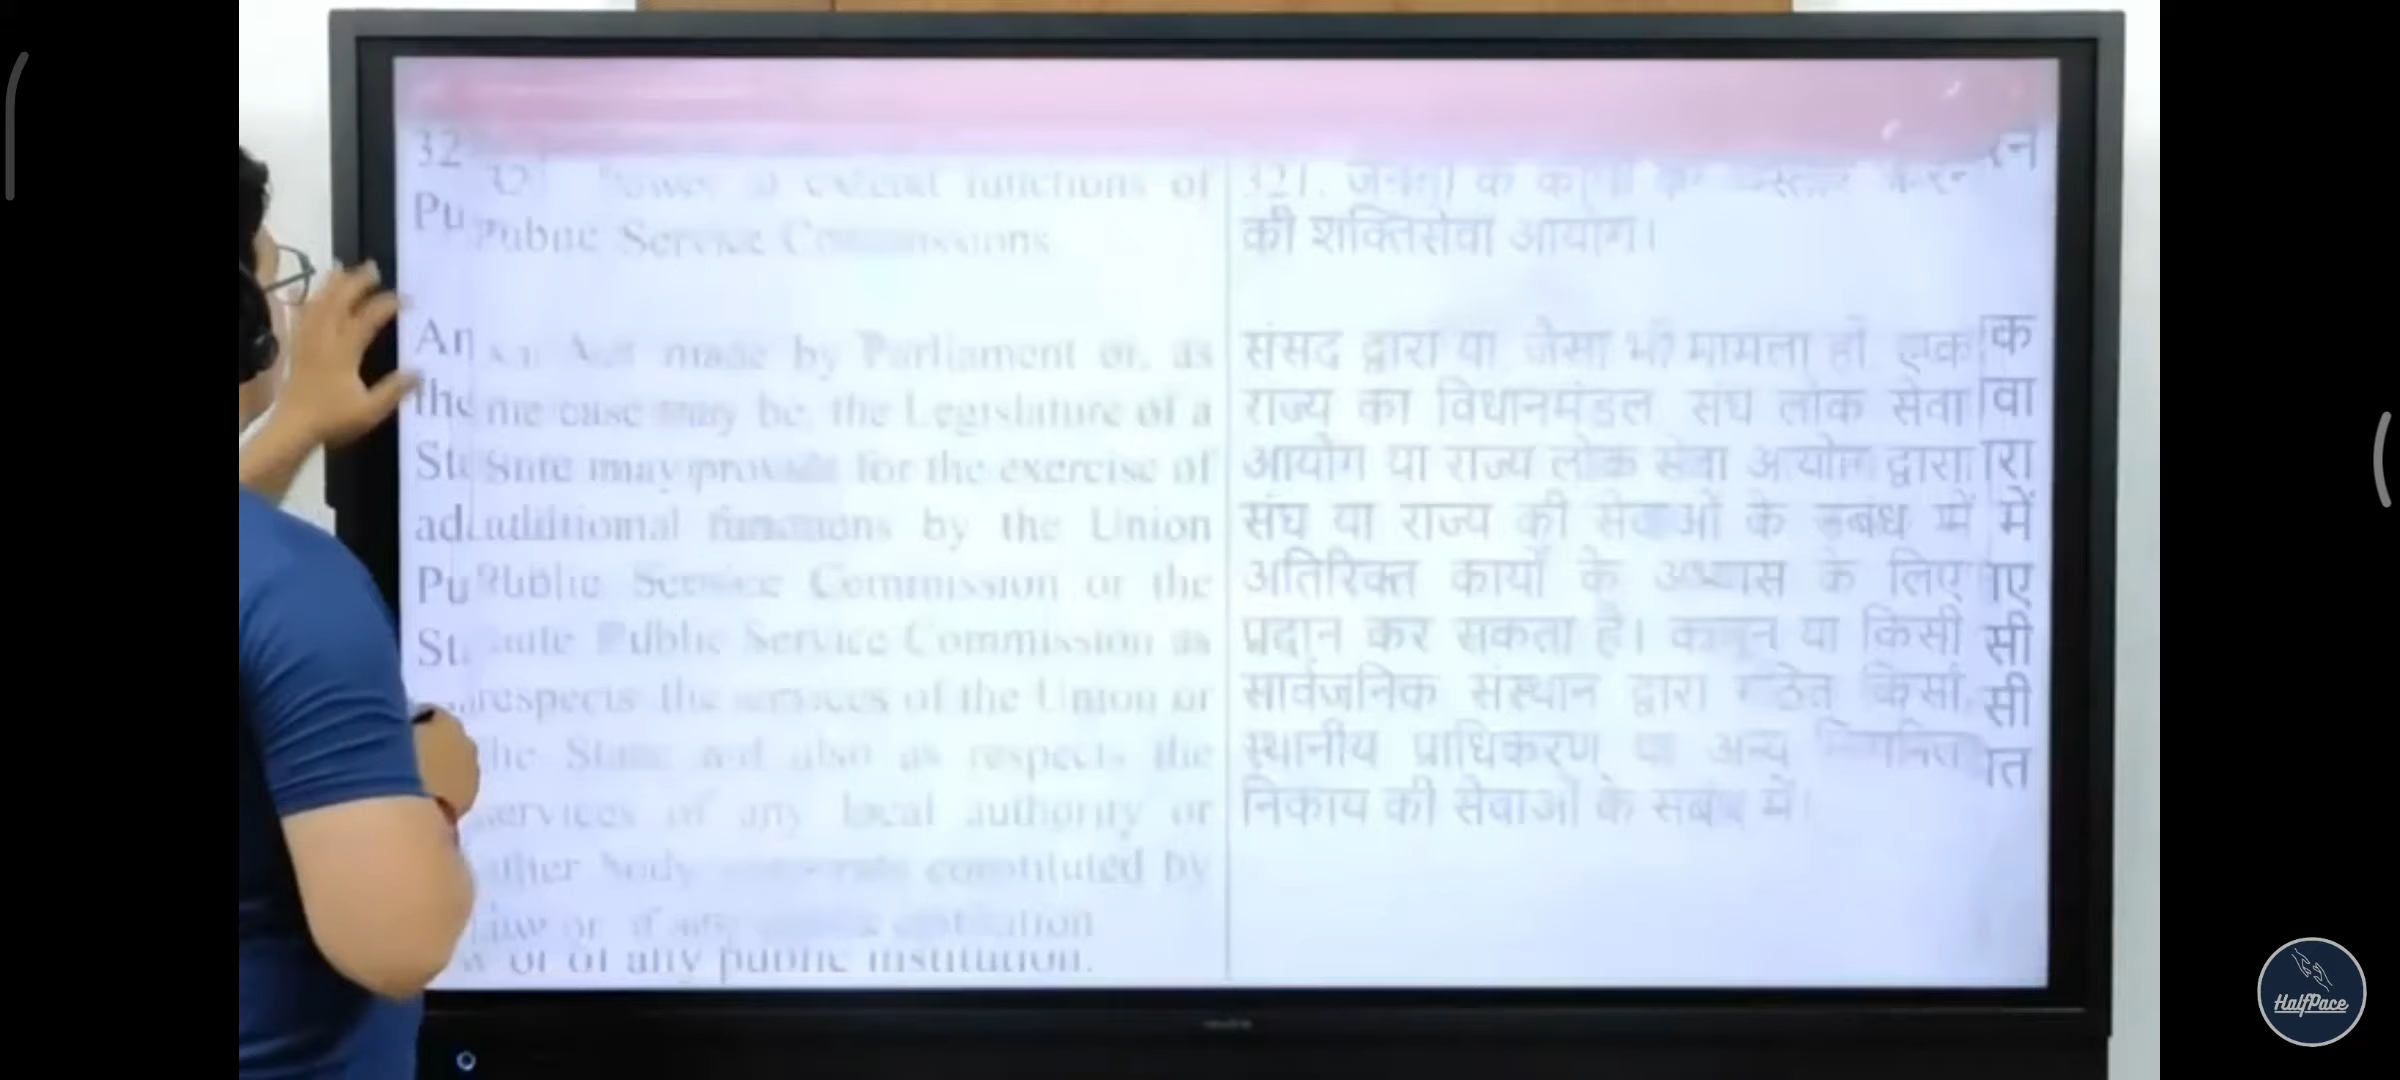 321. Power to extend functions of
Public Service Commissions
An Act made by Parliament or, as
the case may be, the Legislature of a
State may provide for the exercise of
additional functions by the Union
Public Service Commission or the
State Public Service Commission as
respects the services of the Union or
the State and also as respects the
services of any local authority or
other body corporate constituted by
law or of any public institution.
321.
की शक्तिसेवा आयोग।
संसद द्वारा या जैसा भी मामला हो एक
राज्य का विधानमंडल संघ लोक सेवा
आयोग या राज्य लोक सेवा आयोग द्वारा
संघ या राज्य की सेवाओं के संबंध में
अतिरिक्त कार्यों के अभ्यास के लिए
प्रदान कर सकता है। कानून या किसी
सार्वजनिक संस्थान द्वारा गठित किसी
स्थानीय प्राधिकरण या अन्य
निकाय की सेवाओं के सबंध में।
HalfPace